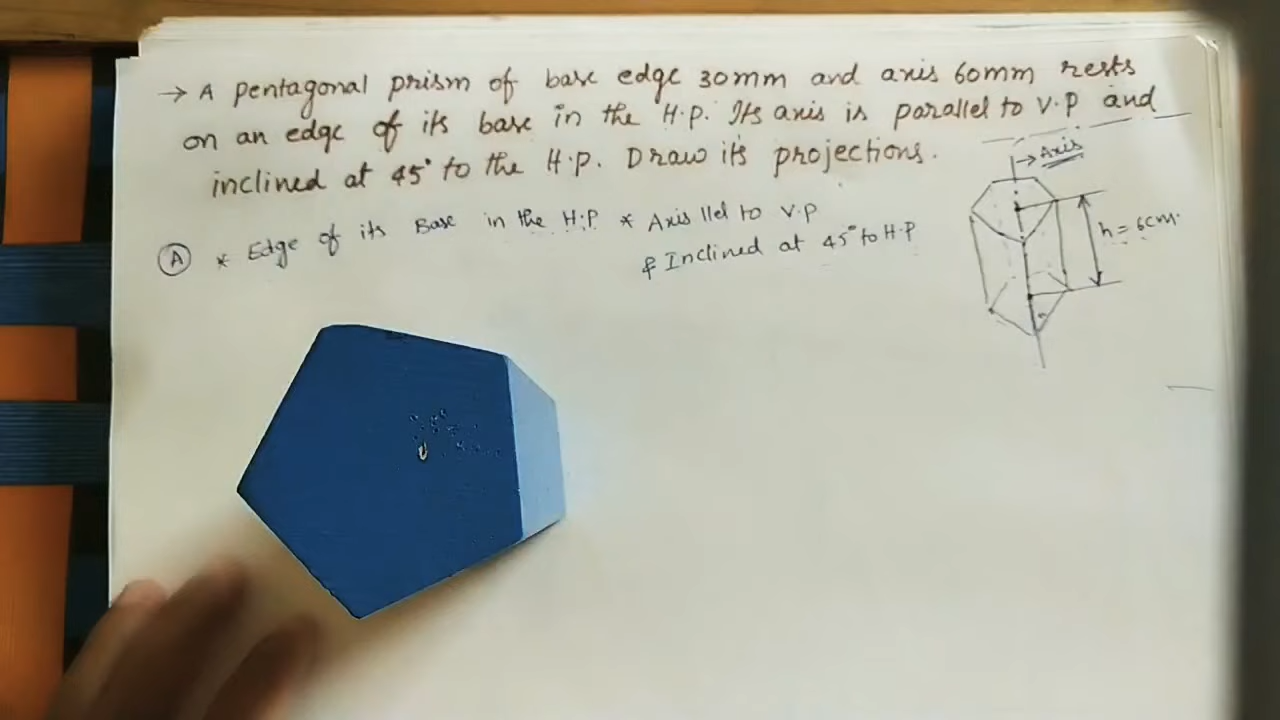 → A pentagonal prism of base edge 30mm and axis 60mm rests
on an edge of its base in the H.P. Its axis is parallel to V.P and
inclined at 45° to the H.P. Draw its projections.
→ Axis
h = 6cm.
Ⓐ * Edge of its Base in the H.P * Axis llel to V.P
& Inclined at 45° to H.P